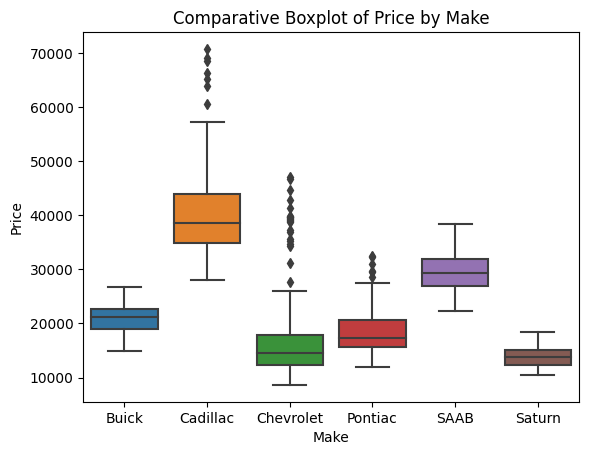 Comparative Boxplot of Price by Make
70000
60000
50000
40000
30000
20000
10000
Price
Buick Cadillac Chevrolet Pontiac SAAB Saturn
Make